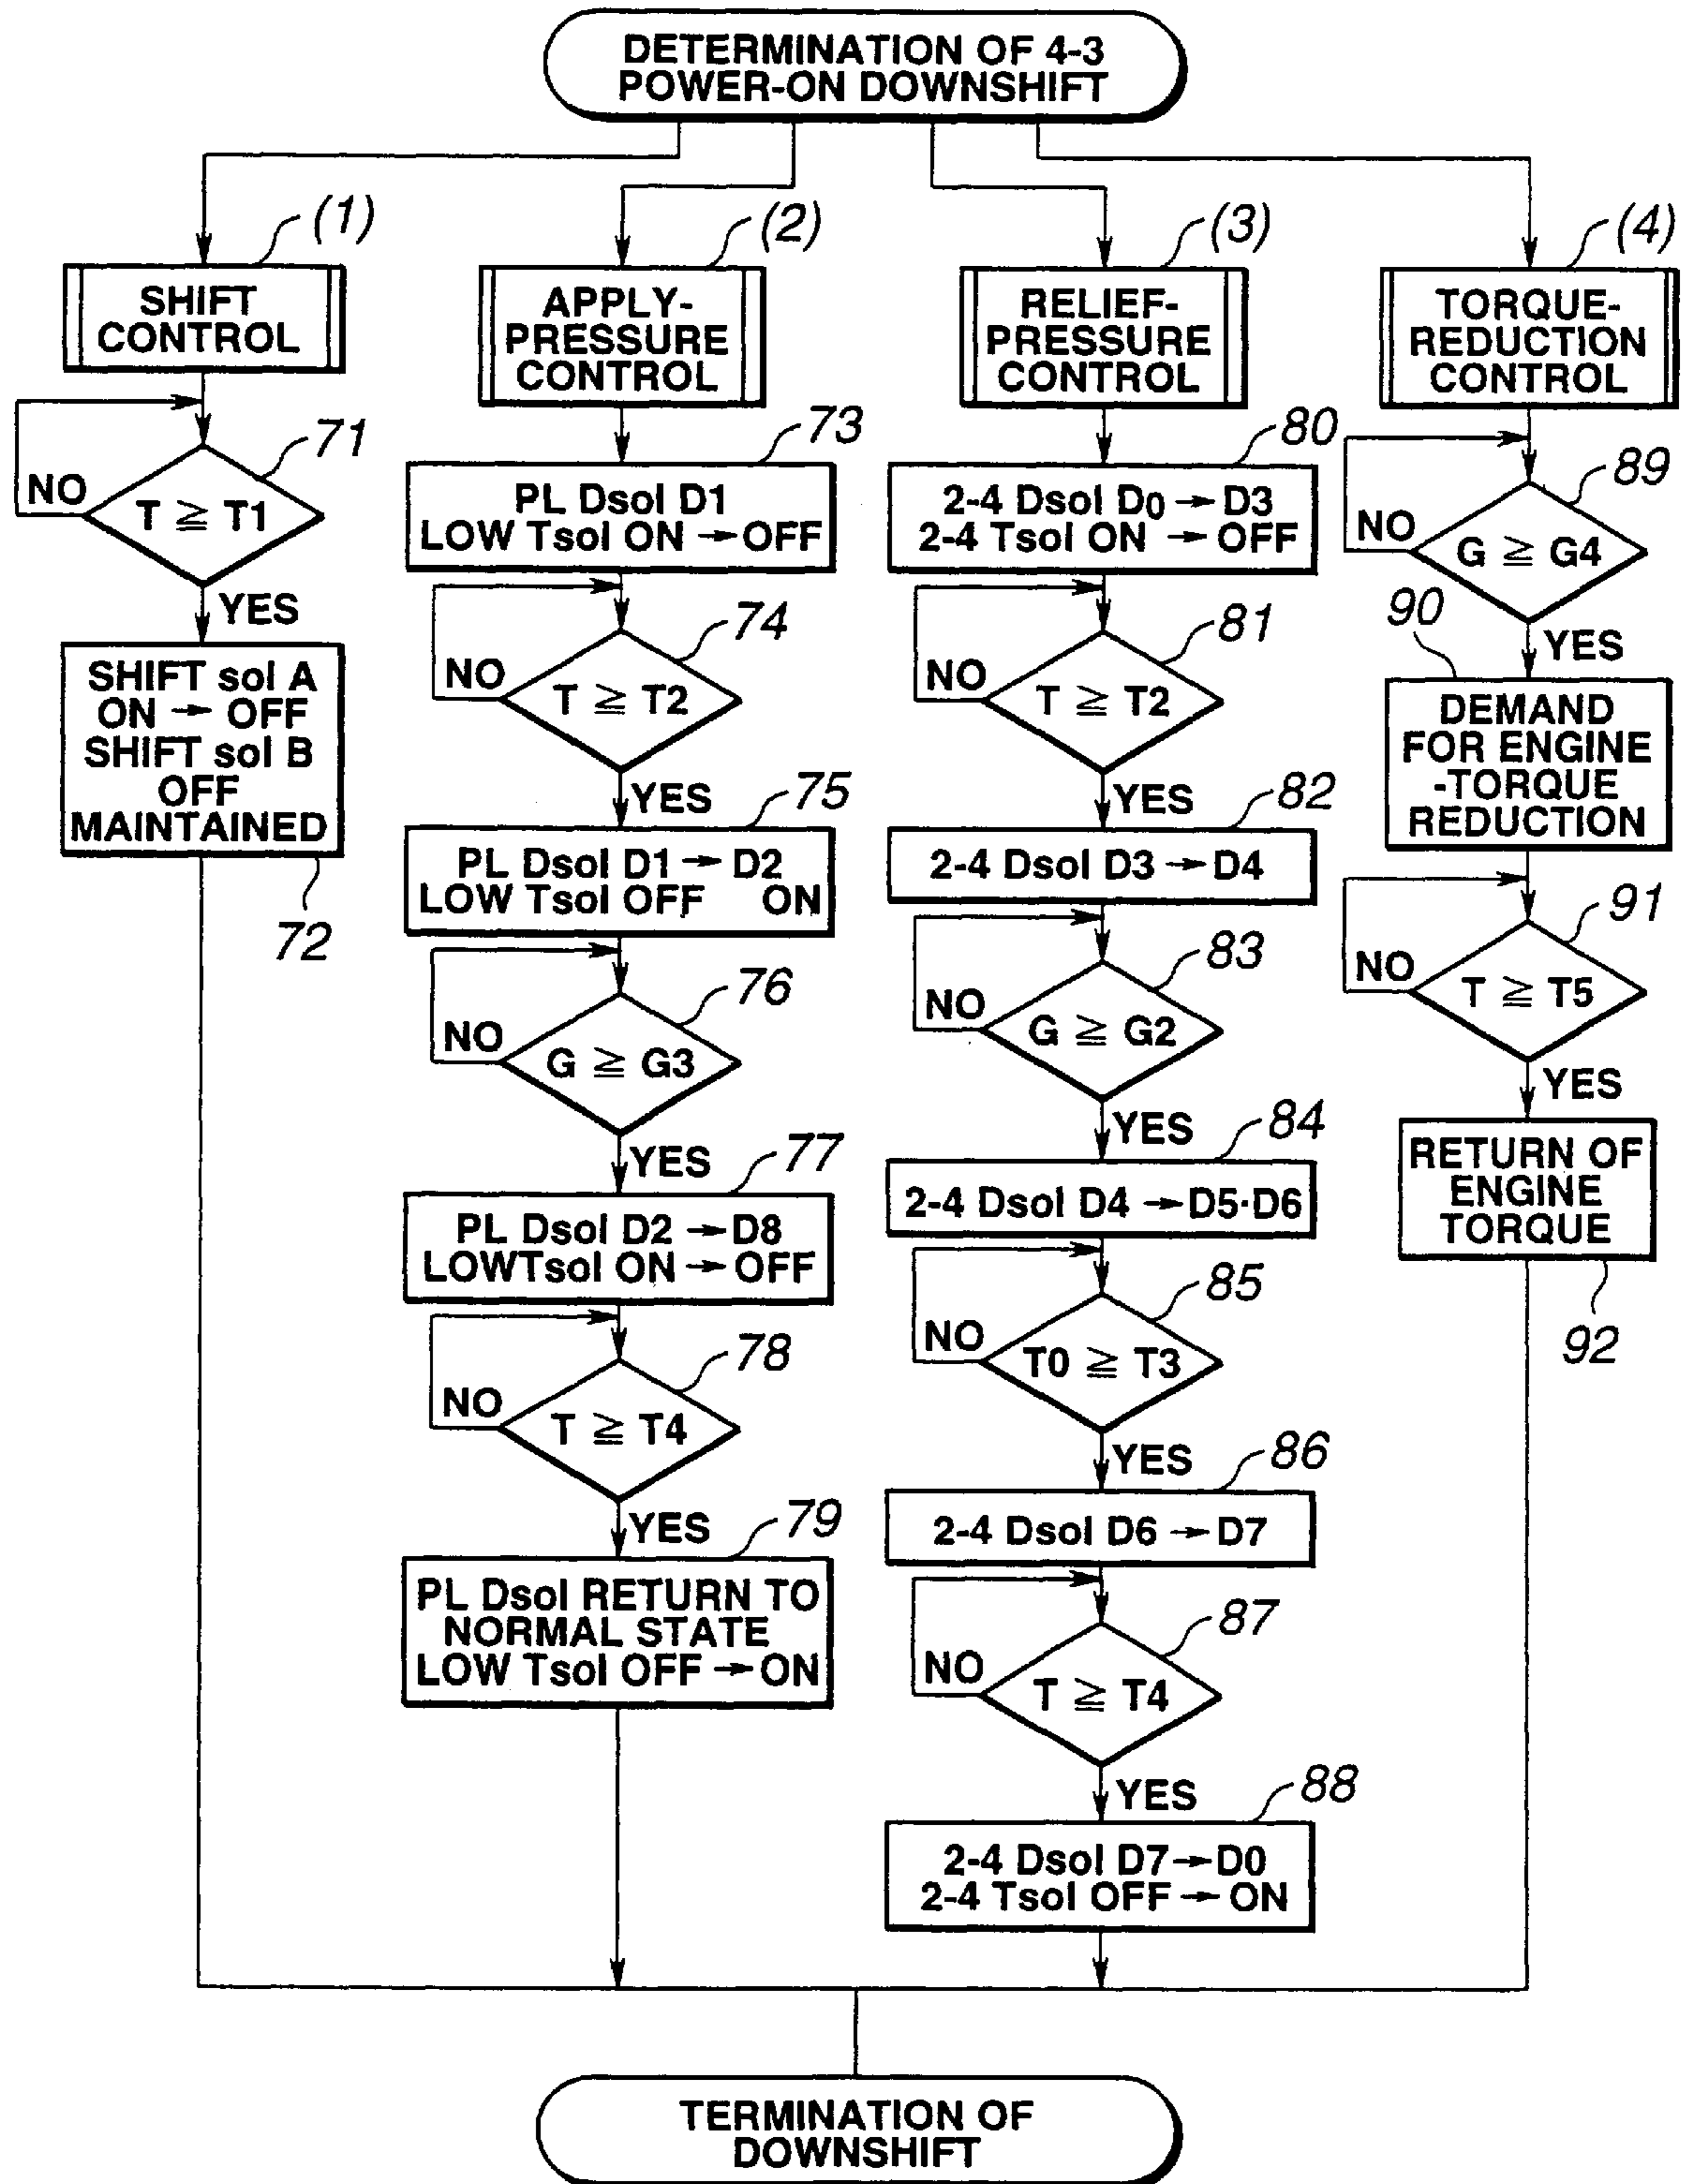 DETERMINATION OF 4-3
POWER-ON DOWNSHIFT
(1)
SHIFT
CONTROL
71
NO
T ≧ T1
YES
SHIFT sol A
ON → OFF
SHIFT sol B
OFF
MAINTAINED
72
(2)
APPLY-
PRESSURE
CONTROL
73
PL Dsol D1
LOW Tsol ON → OFF
74
NO
T ≧ T2
YES
75
PL Dsol D1 → D2
LOW Tsol OFF ON
76
NO
G ≧ G3
YES
77
PL Dsol D2 → D8
LOWTsol ON → OFF
78
NO
T ≧ T4
YES
79
PL Dsol RETURN TO
NORMAL STATE
LOW Tsol OFF → ON
(3)
RELIEF-
PRESSURE
CONTROL
80
2-4 Dsol D0 → D3
2-4 Tsol ON → OFF
81
NO
T ≧ T2
YES
82
2-4 Dsol D3 → D4
83
NO
G ≧ G2
YES
84
2-4 Dsol D4 → D5·D6
85
NO
T0 ≧ T3
YES
86
2-4 Dsol D6 → D7
87
NO
T ≧ T4
YES
88
2-4 Dsol D7 → D0
2-4 Tsol OFF → ON
(4)
TORQUE-
REDUCTION
CONTROL
89
NO
G ≧ G4
YES
90
DEMAND
FOR ENGINE
-TORQUE
REDUCTION
91
NO
T ≧ T5
YES
RETURN OF
ENGINE
TORQUE
92
TERMINATION OF
DOWNSHIFT